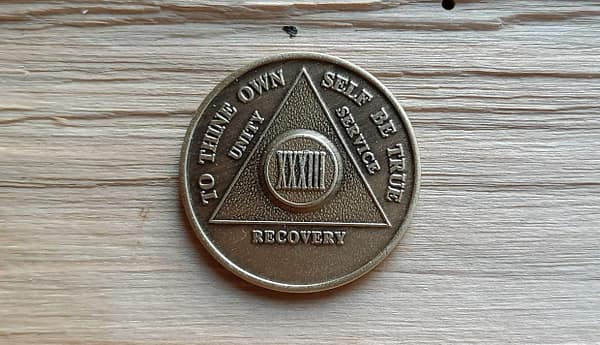 TO THINE OWN SELF BE TRUE
UNITY
SERVICE
XXXIII
RECOVERY